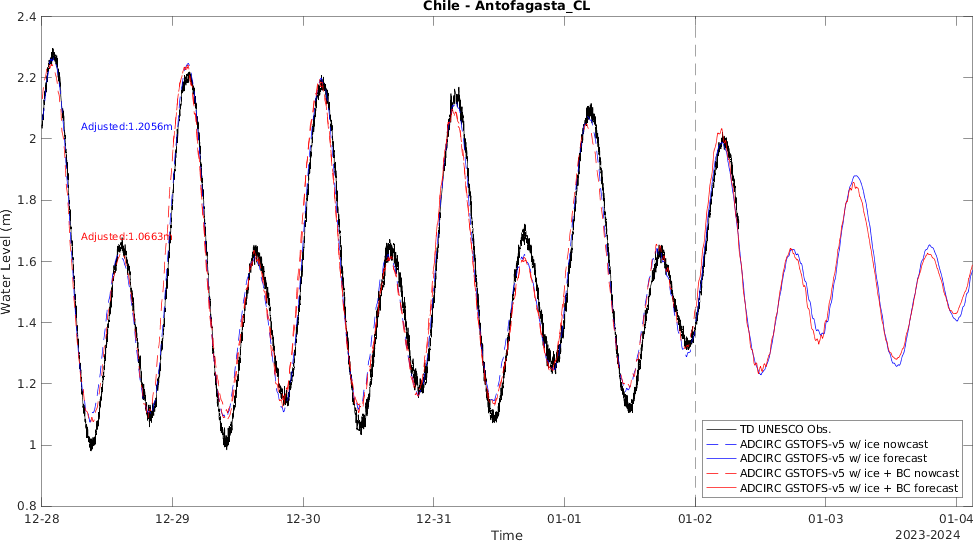 Chile - Antofagasta_CL
2.4
2.2
2
1.8
1.6
1.4
1.2
1
0.8
Water Level (m)
Adjusted:1.2056m
Adjusted:1.0663m
TD UNESCO Obs.
ADCIRC GSTOFS-v5 w/ ice nowcast
ADCIRC GSTOFS-v5 w/ ice forecast
ADCIRC GSTOFS-v5 w/ ice + BC nowcast
ADCIRC GSTOFS-v5 w/ ice + BC forecast
12-28 12-29 12-30 12-31 01-01 01-02 01-03 01-04
Time
2023-2024